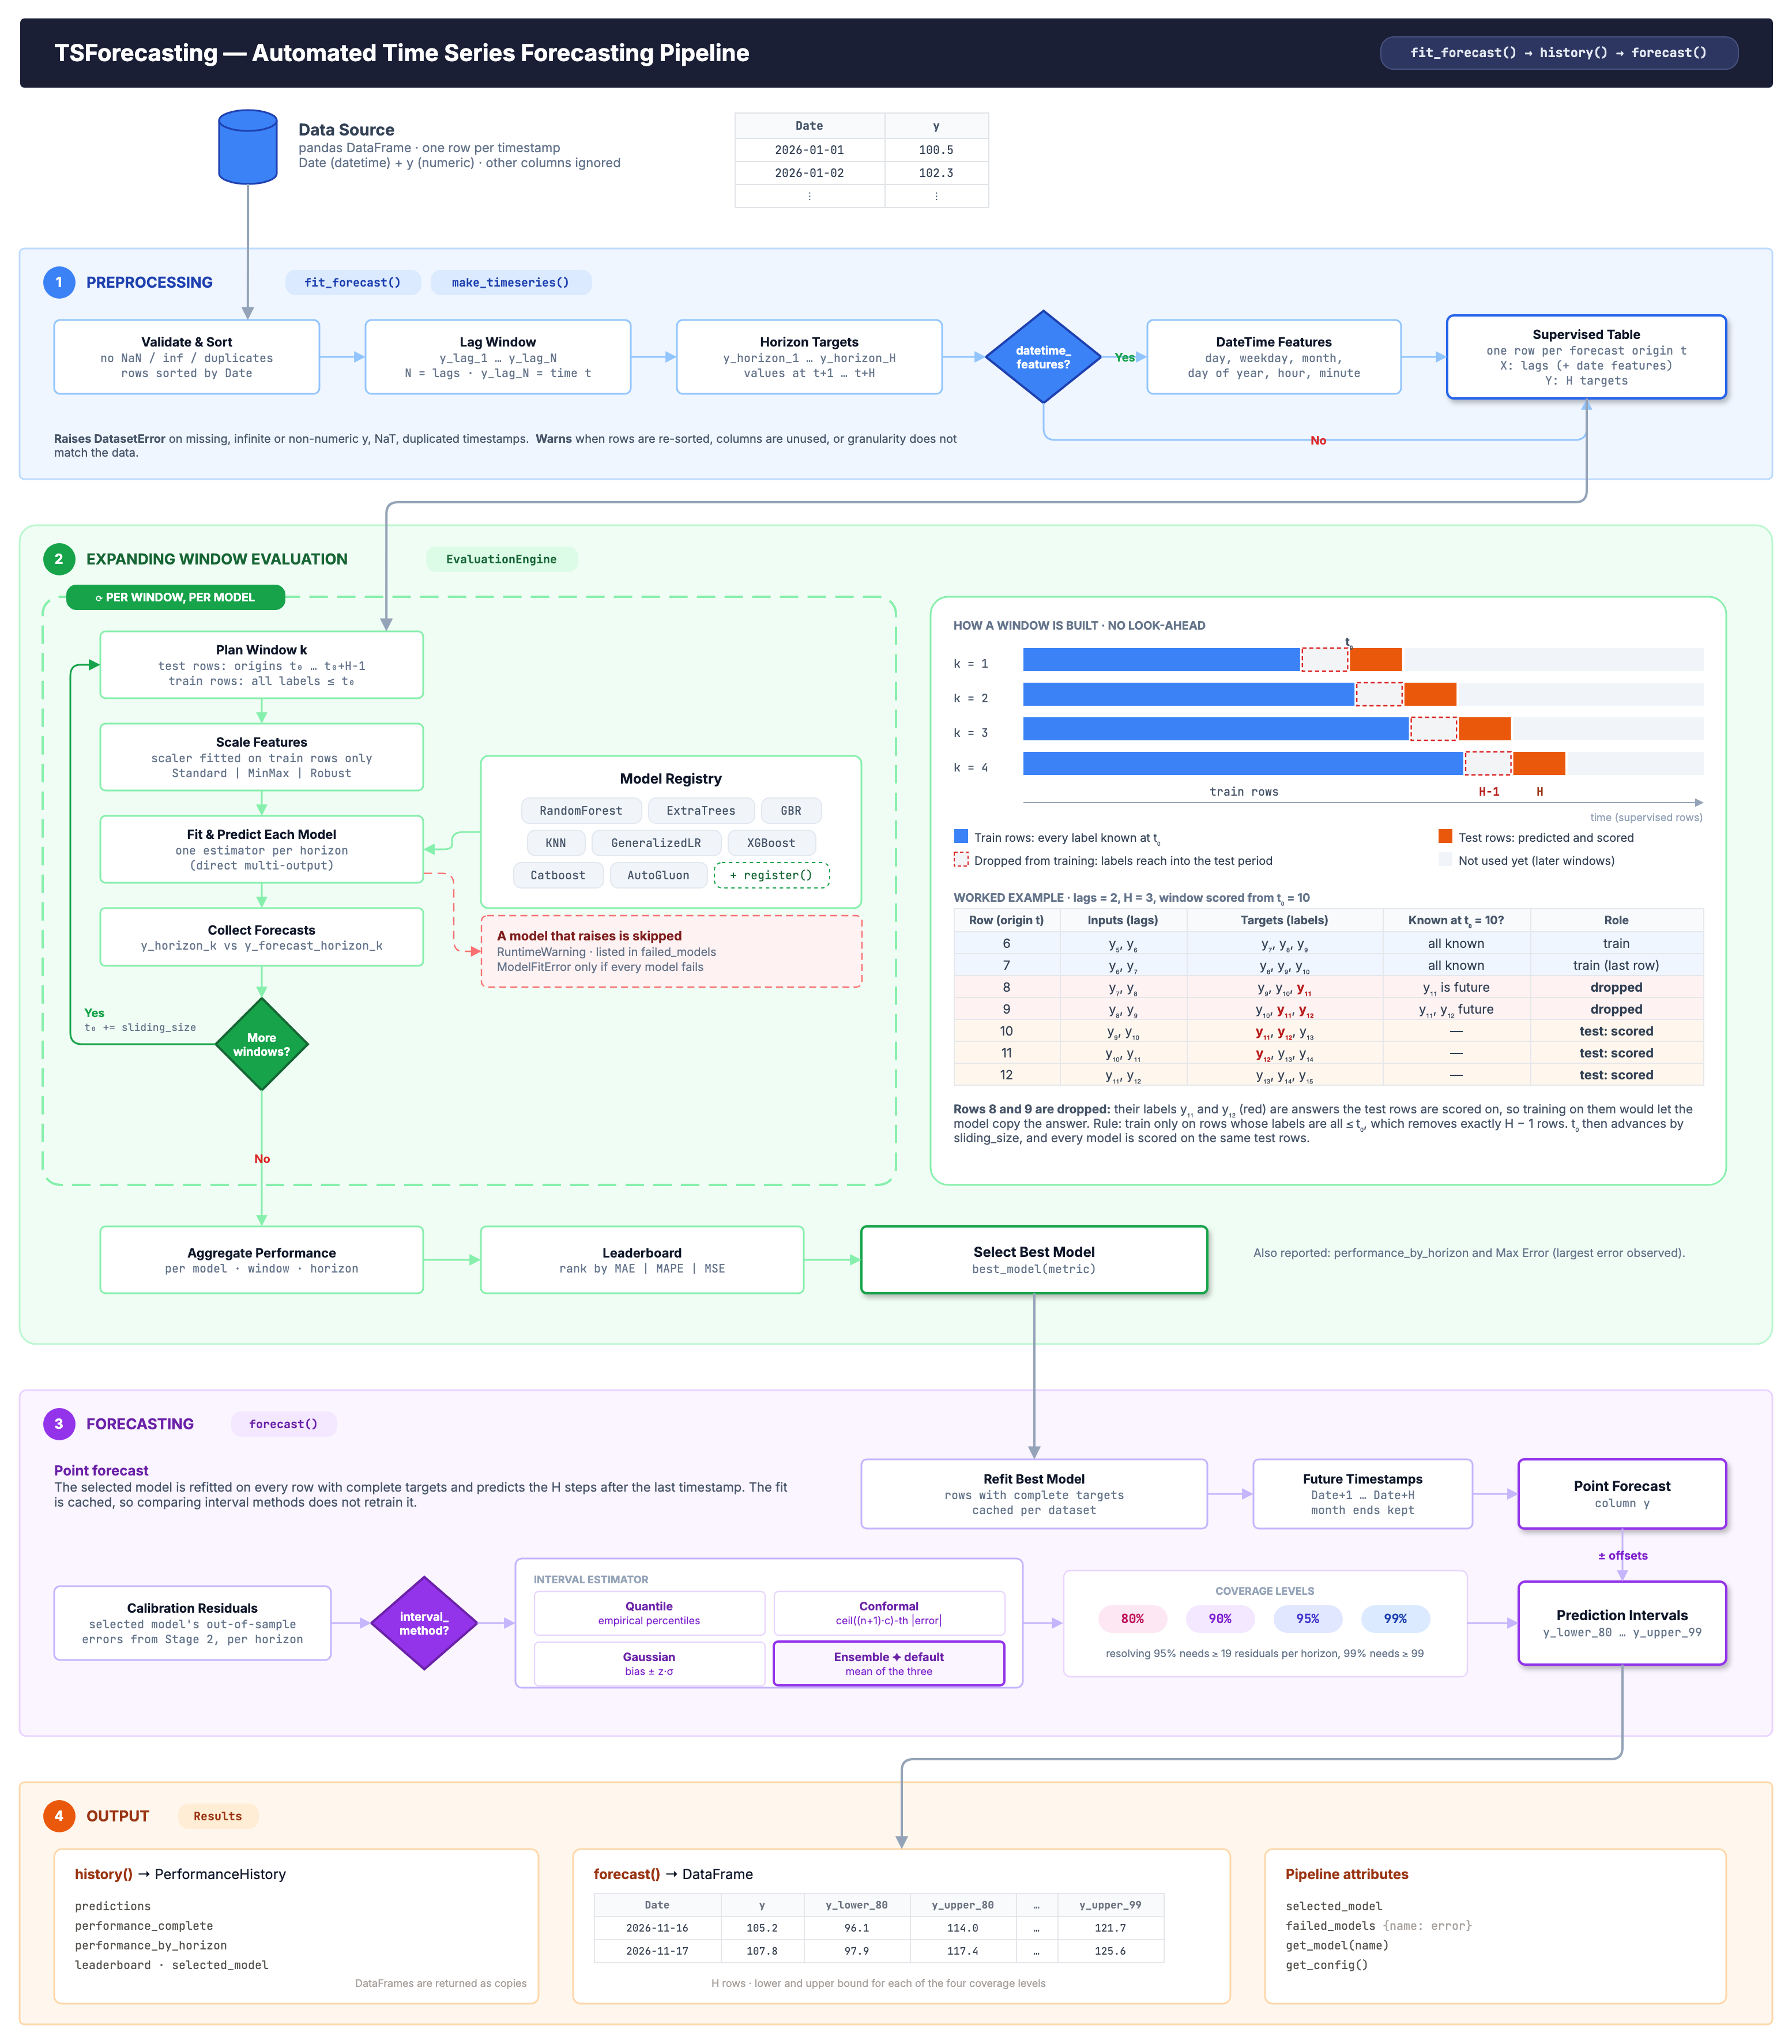 TSForecasting — Automated Time Series Forecasting Pipeline
fit_forecast() → history() → forecast()
Data Source
pandas DataFrame · one row per timestamp
Date (datetime) + y (numeric) · other columns ignored
Date y
2026-01-01 100.5
2026-01-02 102.3
⋮ ⋮
1 PREPROCESSING fit_forecast() make_timeseries()
Validate & Sort
no NaN / inf / duplicates
rows sorted by Date
Lag Window
y_lag_1 … y_lag_N
N = lags · y_lag_N = time t
Horizon Targets
y_horizon_1 … y_horizon_H
values at t+1 … t+H
datetime_
features?
Yes
DateTime Features
day, weekday, month,
day of year, hour, minute
Supervised Table
one row per forecast origin t
X: lags (+ date features)
Y: H targets
No
Raises DatasetError on missing, infinite or non-numeric y, NaT, duplicated timestamps. Warns when rows are re-sorted, columns are unused, or granularity does not
match the data.
2 EXPANDING WINDOW EVALUATION EvaluationEngine
⟳ PER WINDOW, PER MODEL
Plan Window k
test rows: origins t₀ … t₀+H-1
train rows: all labels ≤ t₀
Scale Features
scaler fitted on train rows only
Standard | MinMax | Robust
Fit & Predict Each Model
one estimator per horizon
(direct multi-output)
Collect Forecasts
y_horizon_k vs y_forecast_horizon_k
Yes
t₀ += sliding_size
More
windows?
No
Model Registry
RandomForest ExtraTrees GBR
KNN GeneralizedLR XGBoost
Catboost AutoGluon + register()
A model that raises is skipped
RuntimeWarning · listed in failed_models
ModelFitError only if every model fails
HOW A WINDOW IS BUILT · NO LOOK-AHEAD
t₀
k = 1
k = 2
k = 3
k = 4
train rows H-1 H
time (supervised rows)
Train rows: every label known at t₀
Test rows: predicted and scored
Dropped from training: labels reach into the test period
Not used yet (later windows)
WORKED EXAMPLE · lags = 2, H = 3, window scored from t₀ = 10
Row (origin t) Inputs (lags) Targets (labels) Known at t₀ = 10? Role
6 y₅, y₆ y₇, y₈, y₉ all known train
7 y₆, y₇ y₈, y₉, y₁₀ all known train (last row)
8 y₇, y₈ y₉, y₁₀, y₁₁ y₁₁ is future dropped
9 y₈, y₉ y₁₀, y₁₁, y₁₂ y₁₁, y₁₂ future dropped
10 y₉, y₁₀ y₁₁, y₁₂, y₁₃ — test: scored
11 y₁₀, y₁₁ y₁₂, y₁₃, y₁₄ — test: scored
12 y₁₁, y₁₂ y₁₃, y₁₄, y₁₅ — test: scored
Rows 8 and 9 are dropped: their labels y₁₁ and y₁₂ (red) are answers the test rows are scored on, so training on them would let the
model copy the answer. Rule: train only on rows whose labels are all ≤ t₀, which removes exactly H − 1 rows. t₀ then advances by
sliding_size, and every model is scored on the same test rows.
Aggregate Performance
per model · window · horizon
Leaderboard
rank by MAE | MAPE | MSE
Select Best Model
best_model(metric)
Also reported: performance_by_horizon and Max Error (largest error observed).
3 FORECASTING forecast()
Point forecast
The selected model is refitted on every row with complete targets and predicts the H steps after the last timestamp. The fit
is cached, so comparing interval methods does not retrain it.
Refit Best Model
rows with complete targets
cached per dataset
Future Timestamps
Date+1 … Date+H
month ends kept
Point Forecast
column y
± offsets
Calibration Residuals
selected model's out-of-sample
errors from Stage 2, per horizon
interval_
method?
INTERVAL ESTIMATOR
Quantile
empirical percentiles
Conformal
ceil((n+1)·c)-th |error|
Gaussian
bias ± z·σ
Ensemble ✦ default
mean of the three
COVERAGE LEVELS
80% 90% 95% 99%
resolving 95% needs ≥ 19 residuals per horizon, 99% needs ≥ 99
Prediction Intervals
y_lower_80 … y_upper_99
4 OUTPUT Results
history() → PerformanceHistory
predictions
performance_complete
performance_by_horizon
leaderboard · selected_model
DataFrames are returned as copies
forecast() → DataFrame
Date y y_lower_80 y_upper_80 … y_upper_99
2026-11-16 105.2 96.1 114.0 … 121.7
2026-11-17 107.8 97.9 117.4 … 125.6
H rows · lower and upper bound for each of the four coverage levels
Pipeline attributes
selected_model
failed_models {name: error}
get_model(name)
get_config()